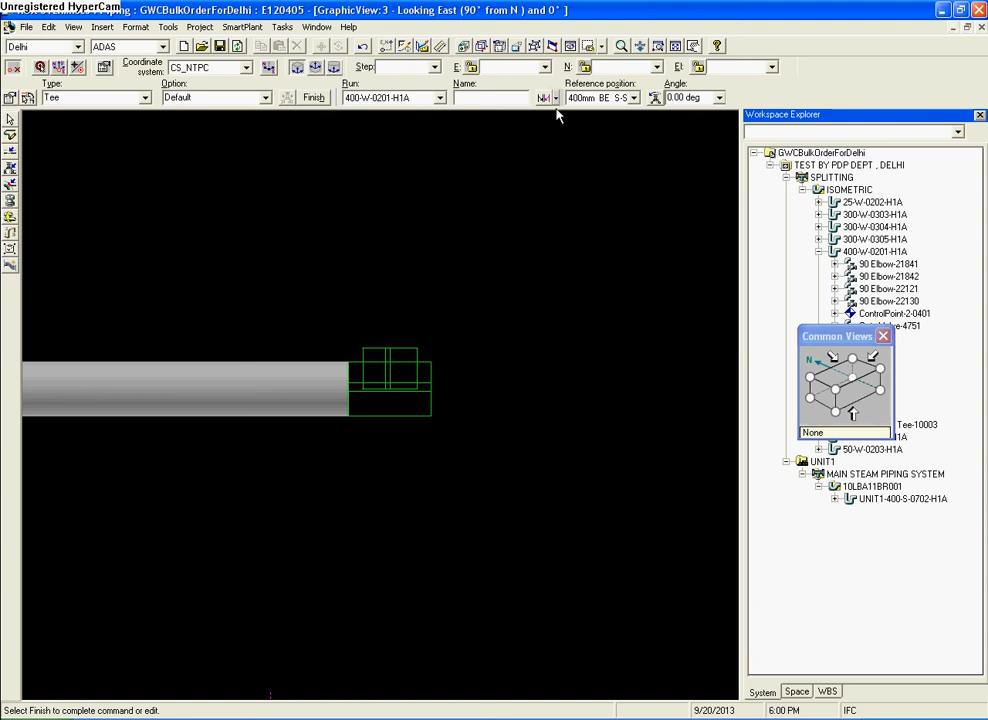 Unregistered HyperCam
Piping : GWCBulkOrderForDelhi : E120405 - [GraphicView:3 - Looking East (90° from N ) and 0° ]
File Edit View Insert Format Tools Project SmartPlant Tasks Window Help
Delhi ADAS
Coordinate system: CS_NTPC Step: E: N: El:
Type: Option: Run: Name: Reference position: Angle:
Tee Default Finish 400-W-0201-H1A 400mm BE S-S 0.00 deg
Workspace Explorer
GWCBulkOrderForDelhi
TEST BY PDP DEPT , DELHI
SPLITTING
ISOMETRIC
25-W-0202-H1A
300-W-0303-H1A
300-W-0304-H1A
300-W-0305-H1A
400-W-0201-H1A
90 Elbow-21841
90 Elbow-21842
90 Elbow-22121
90 Elbow-22130
ControlPoint-2-0401
-4751
Common Views
N
None
Tee-10003
H1A
50-W-0203-H1A
UNIT1
MAIN STEAM PIPING SYSTEM
10LBA11BR001
UNIT1-400-S-0702-H1A
System Space WBS
Select Finish to complete command or edit. 9/20/2013 6:00 PM IFC